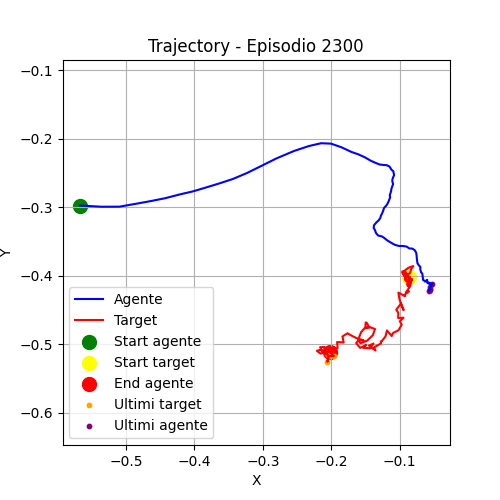 Trajectory - Episodio 2300
−0.1
−0.2
−0.3
−0.4
−0.5
−0.6
Y
Agente
Target
Start agente
Start target
End agente
Ultimi target
Ultimi agente
−0.5 −0.4 −0.3 −0.2 −0.1
X